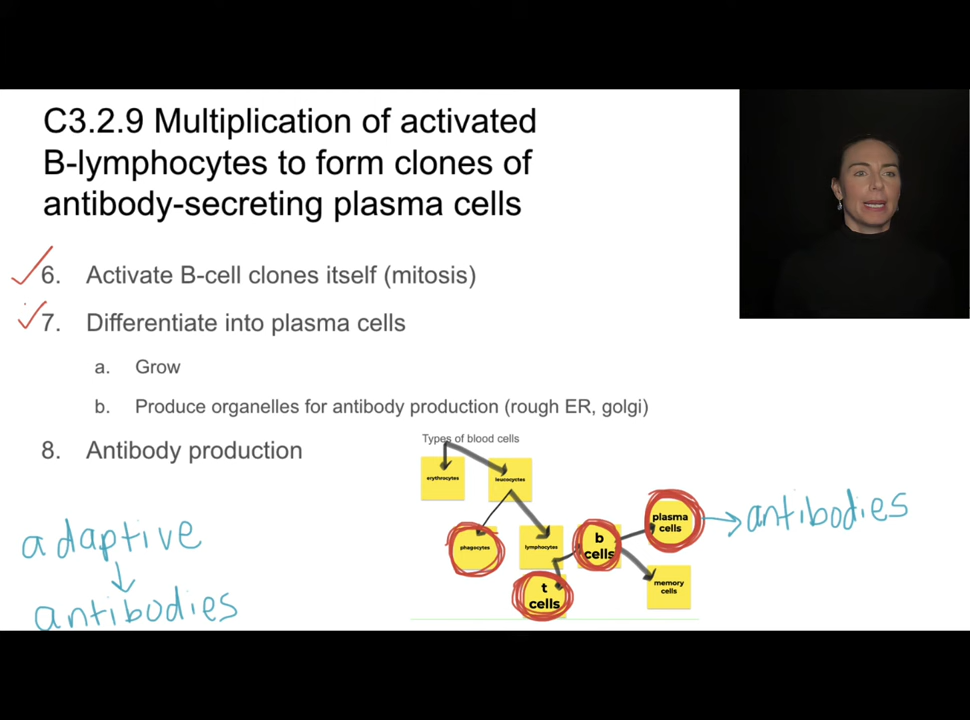 C3.2.9 Multiplication of activated
B-lymphocytes to form clones of
antibody-secreting plasma cells
6. Activate B-cell clones itself (mitosis)
7. Differentiate into plasma cells
a. Grow
b. Produce organelles for antibody production (rough ER, golgi)
8. Antibody production
Types of blood cells
erythrocytes
leucocystes
phagocytes
lymphocytes
b
cells
plasma
cells
antibodies
t
cells
memory
cells
adaptive
antibodies